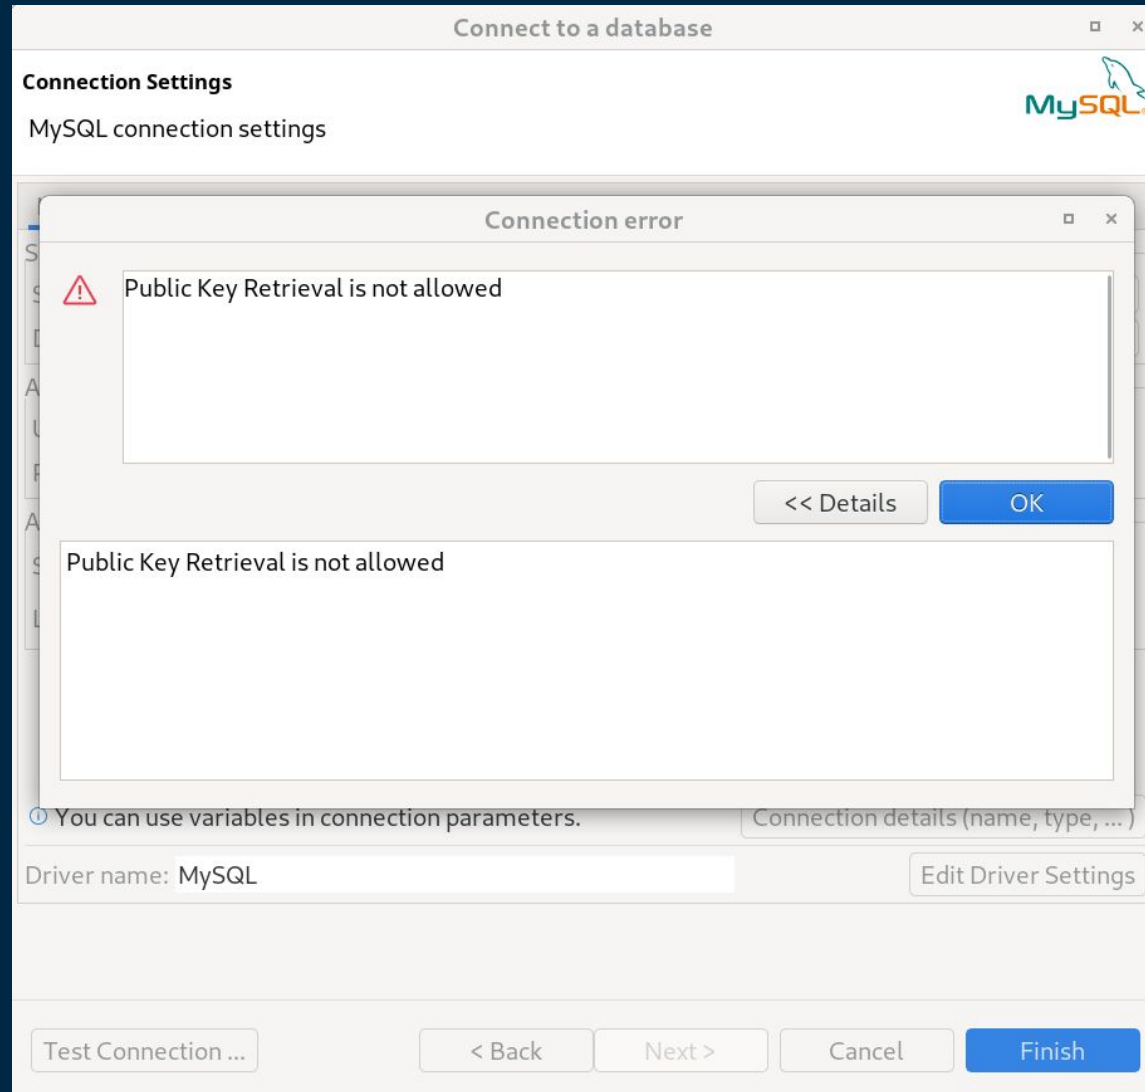 Connect to a database
Connection Settings
MySQL connection settings
MySQL
Connection error
Public Key Retrieval is not allowed
<< Details
OK
Public Key Retrieval is not allowed
You can use variables in connection parameters.
Connection details (name, type, ... )
Driver name: MySQL
Edit Driver Settings
Test Connection ...
< Back
Next >
Cancel
Finish